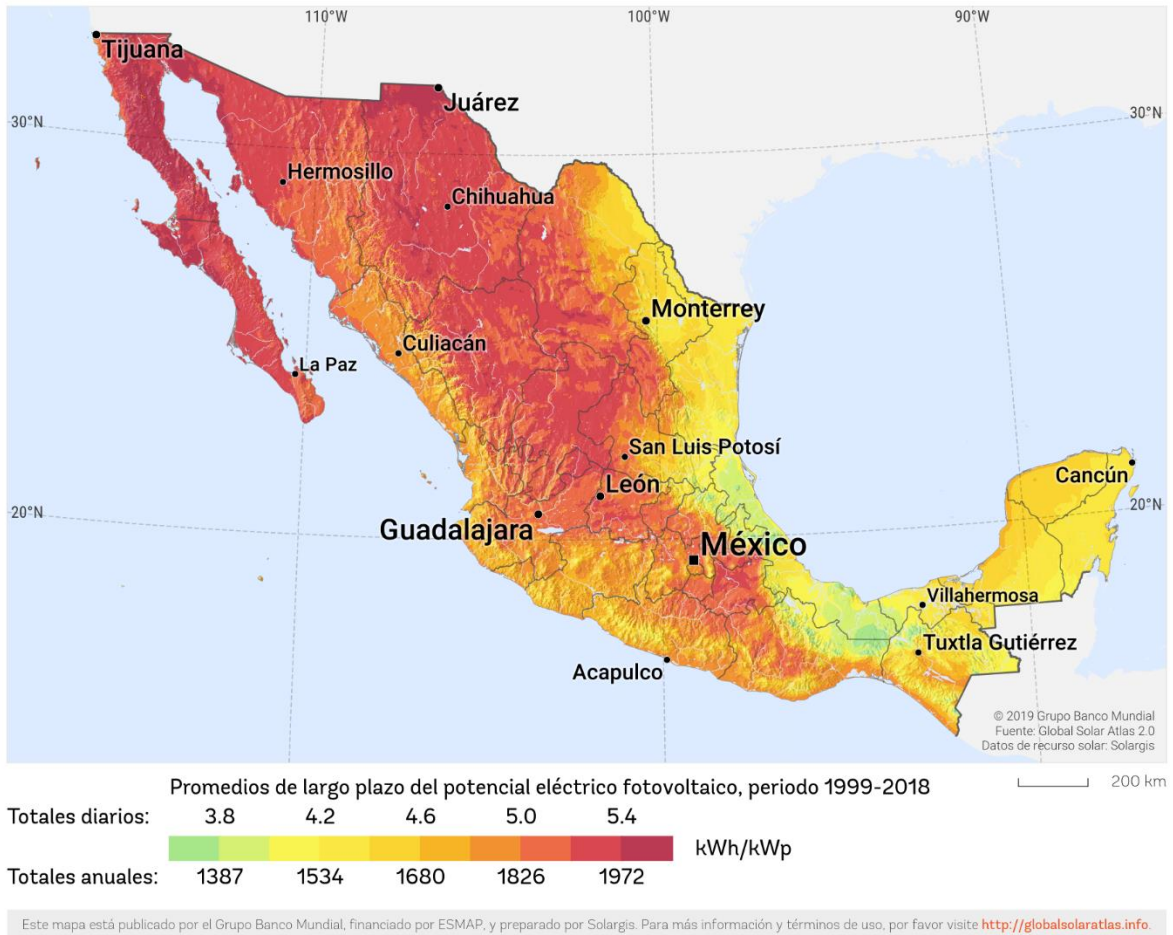 110°W
100°W
90°W
Tijuana
Juárez
30°N
30°N
Hermosillo
Chihuahua
Monterrey
Culiacán
La Paz
San Luis Potosí
León
Cancún
20°N
20°N
Guadalajara
México
Villahermosa
Tuxtla Gutiérrez
Acapulco
© 2019 Grupo Banco Mundial
Fuente: Global Solar Atlas 2.0
Datos de recurso solar: Solargis
Promedios de largo plazo del potencial eléctrico fotovoltaico, periodo 1999-2018
200 km
Totales diarios: 3.8 4.2 4.6 5.0 5.4
kWh/kWp
Totales anuales: 1387 1534 1680 1826 1972
Este mapa está publicado por el Grupo Banco Mundial, financiado por ESMAP, y preparado por Solargis. Para más información y términos de uso, por favor visite http://globalsolaratlas.info.